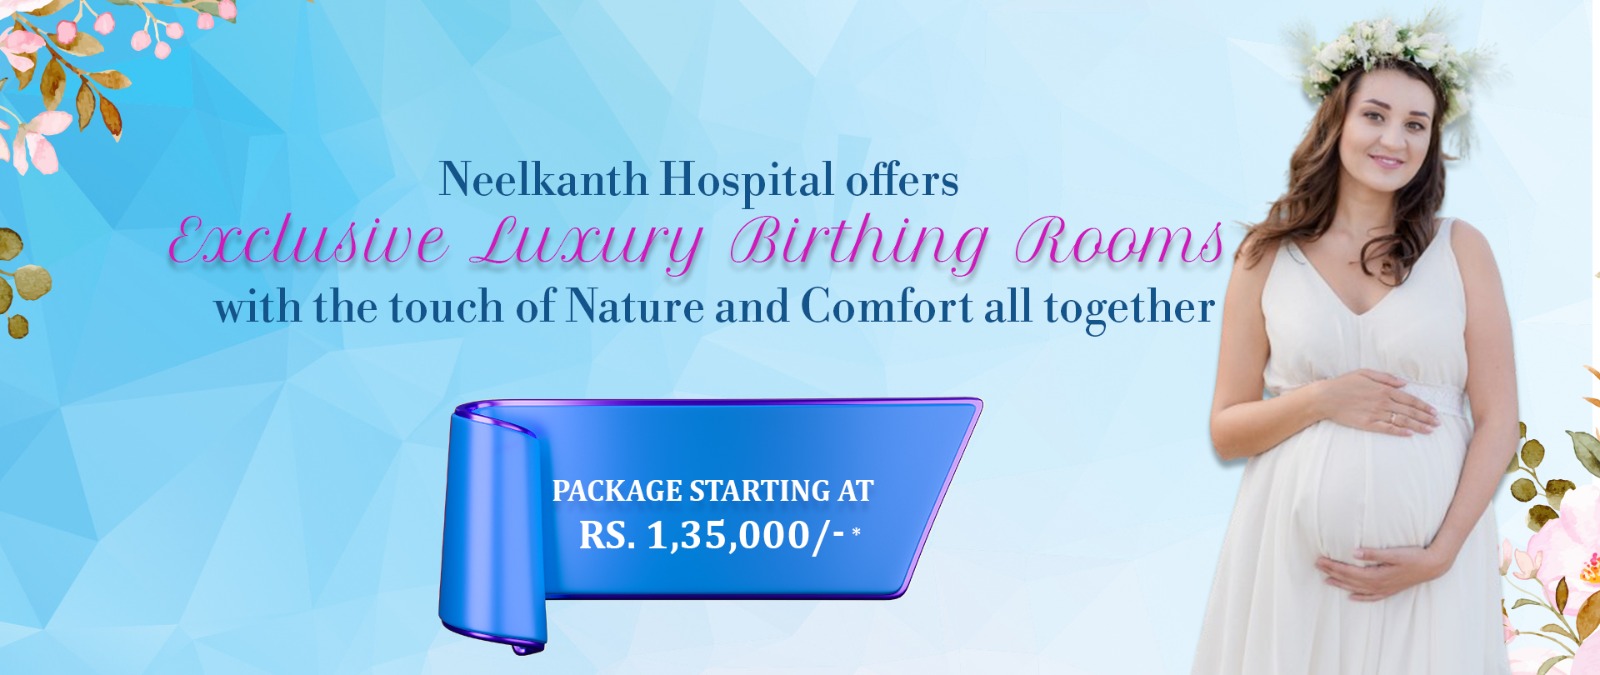 Neelkanth Hospital offers
Exclusive Luxury Birthing Rooms
with the touch of Nature and Comfort all together
PACKAGE STARTING AT
RS. 1,35,000/- *